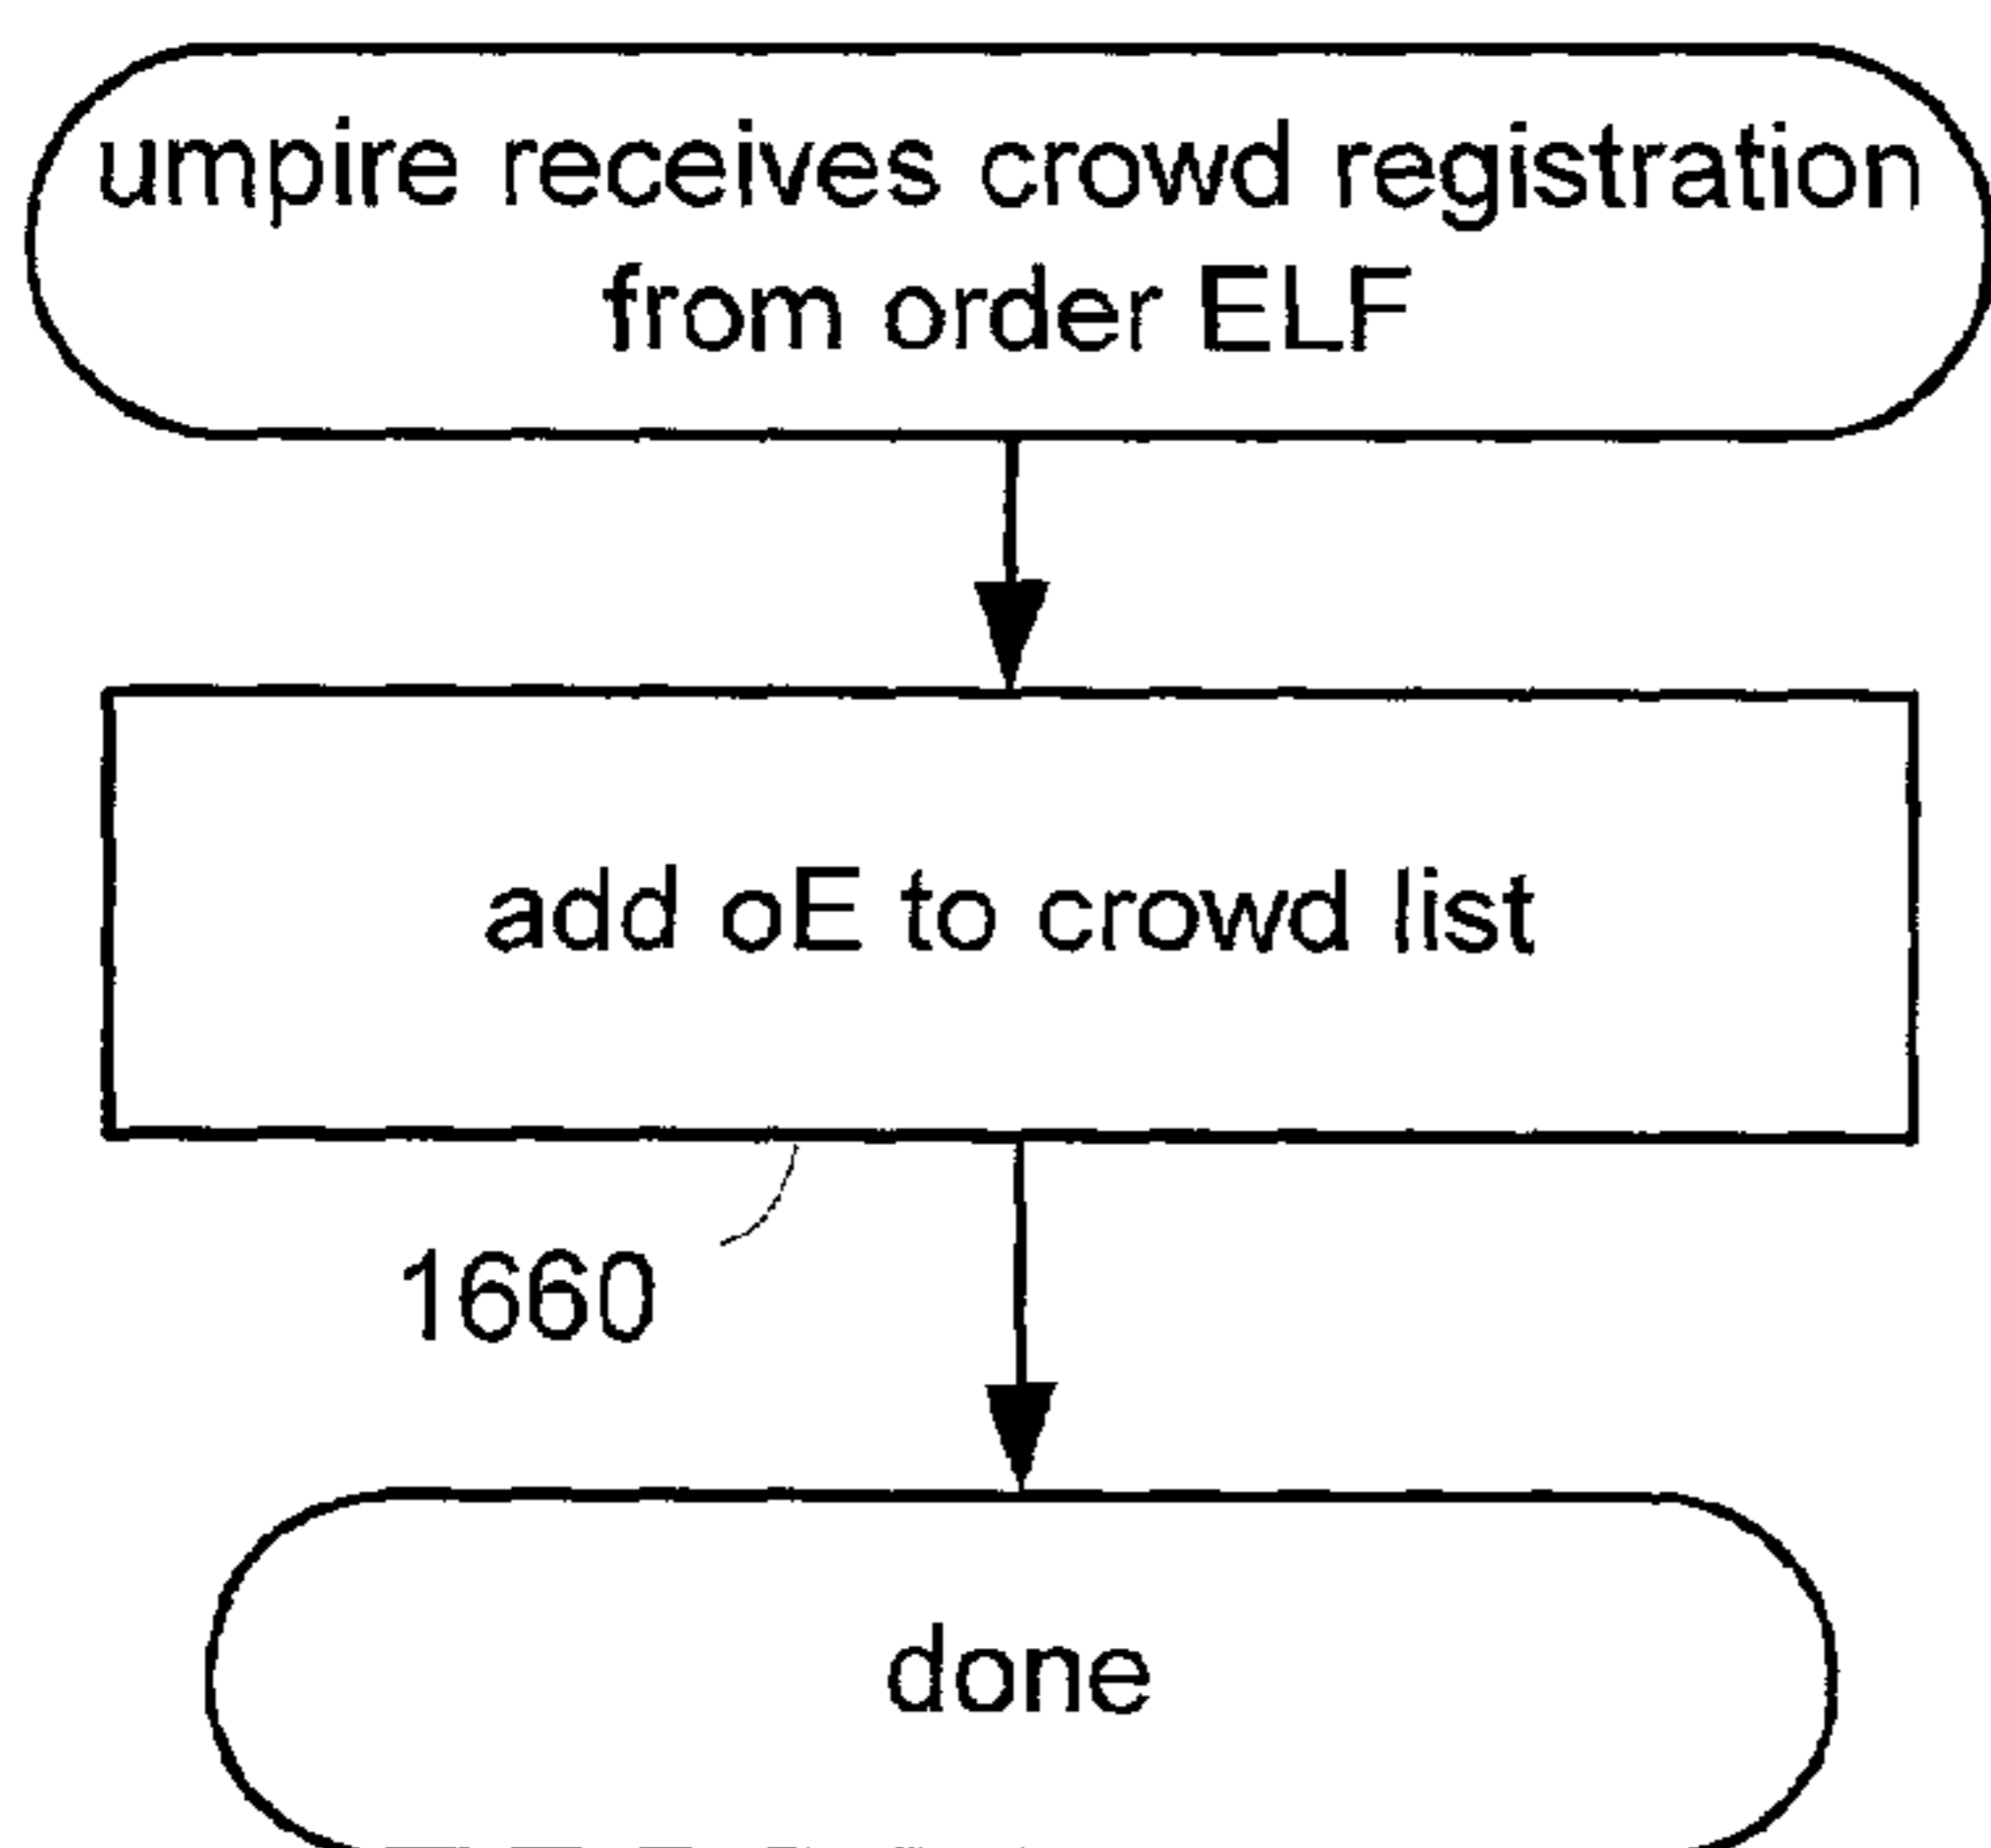 umpire receives crowd registration
from order ELF
add oE to crowd list
1660
done